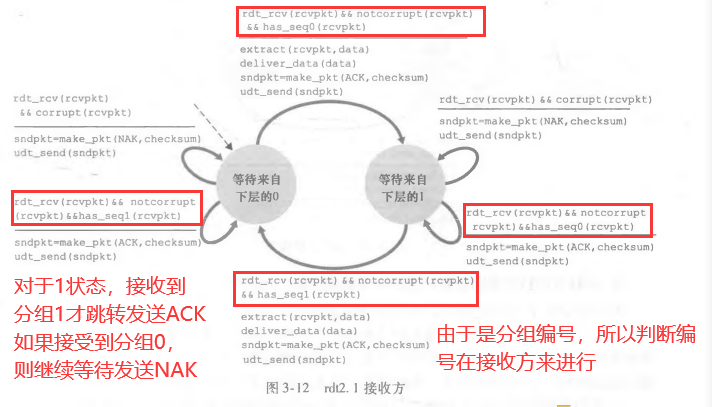 rdt_rcv(rcvpkt)&& notcorrupt(rcvpkt)
&& has_seq0(rcvpkt)
extract(rcvpkt,data)
deliver_data(data)
sndpkt=make_pkt(ACK,checksum)
udt_send(sndpkt)
rdt_rcv(rcvpkt)
&& corrupt(rcvpkt)
sndpkt=make_pkt(NAK,checksum)
udt_send(sndpkt)
rdt_rcv(rcvpkt) && corrupt(rcvpkt)
sndpkt=make_pkt(NAK,checksum)
udt_send(sndpkt)
等待来自
下层的0
等待来自
下层的1
rdt_rcv(rcvpkt)&& notcorrupt
(rcvpkt)&&has_seq1(rcvpkt)
sndpkt=make_pkt(ACK,checksum)
udt_send(sndpkt)
rdt_rcv(rcvpkt)&& notcorrupt
rcvpkt)&&has_seq0(rcvpkt)
sndpkt=make_pkt(ACK,checksum)
udt_send(sndpkt)
rdt_rcv(rcvpkt)&& notcorrupt(rcvpkt)
&& has_seq1(rcvpkt)
extract(rcvpkt,data)
deliver_data(data)
sndpkt=make_pkt(ACK,checksum)
udt_send(sndpkt)
对于1状态，接收到
分组1才跳转发送ACK
如果接受到分组0，
则继续等待发送NAK
由于是分组编号，所以判断编
号在接收方来进行
图 3-12 rdt2.1 接收方